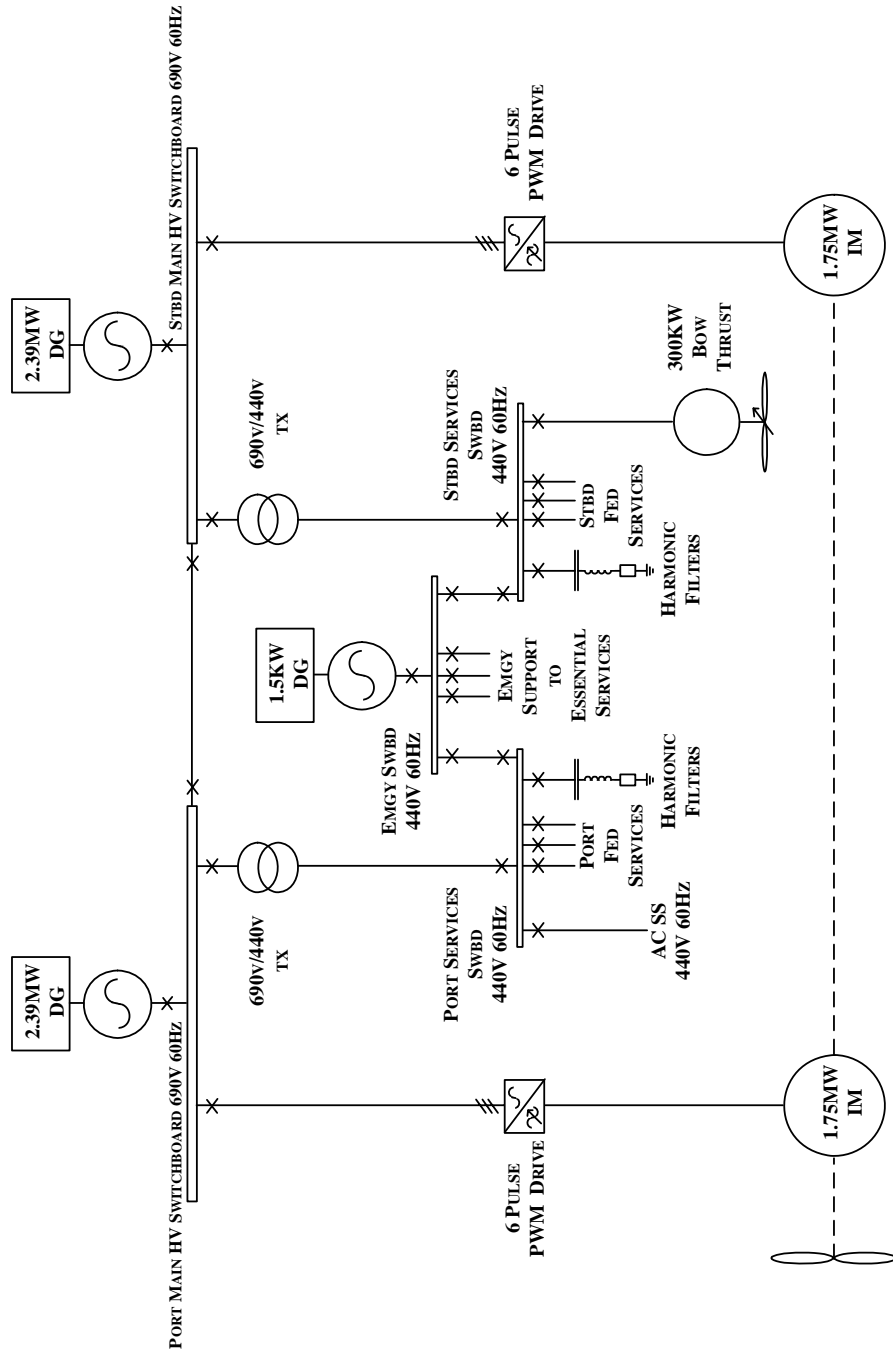 2.39MW
DG
2.39MW
DG
PORT MAIN HV SWITCHBOARD 690V 60HZ
STBD MAIN HV SWITCHBOARD 690V 60HZ
690V/440V
TX
690V/440V
TX
1.5KW
DG
EMGY SWBD
440V 60HZ
EMGY
SUPPORT
TO
ESSENTIAL
SERVICES
PORT SERVICES
SWBD
440V 60HZ
STBD SERVICES
SWBD
440V 60HZ
6 PULSE
PWM DRIVE
6 PULSE
PWM DRIVE
AC SS
440V 60HZ
PORT
FED
SERVICES
HARMONIC
FILTERS
HARMONIC
FILTERS
STBD
FED
SERVICES
300KW
BOW
THRUST
1.75MW
IM
1.75MW
IM